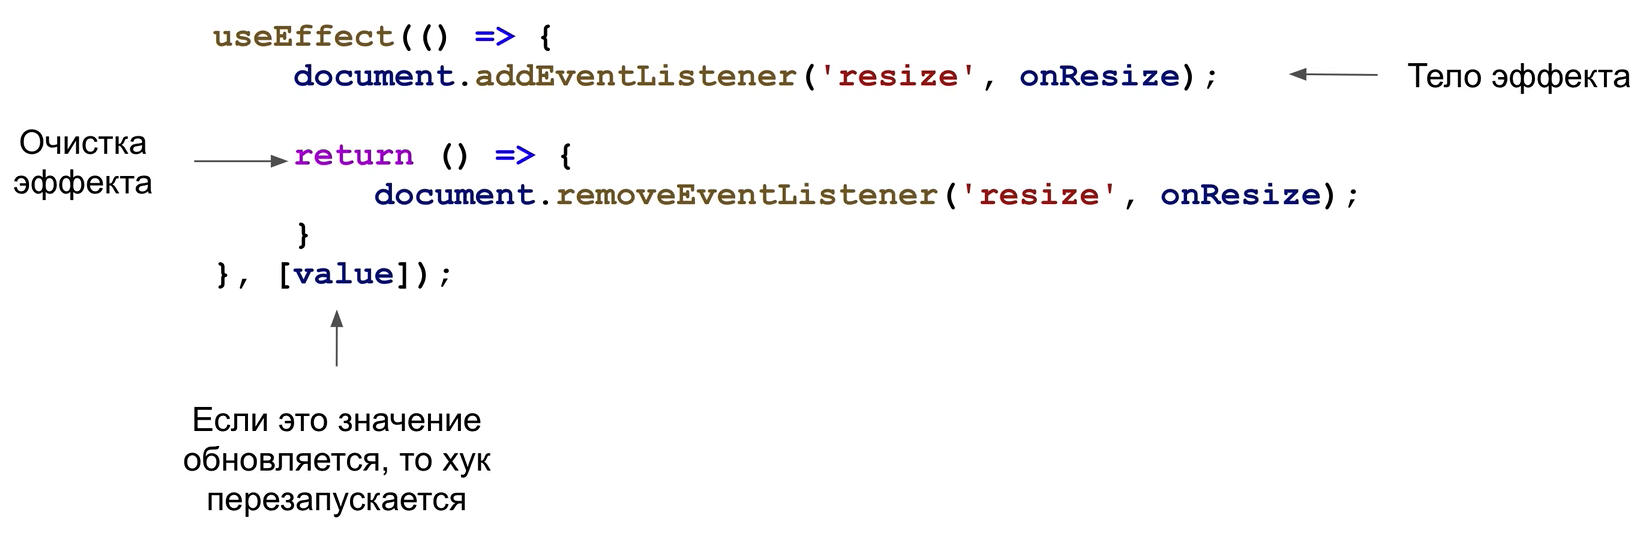 useEffect(() => {
document.addEventListener('resize', onResize);
Тело эффекта
Очистка
эффекта
return () => {
document.removeEventListener('resize', onResize);
}
}, [value]);
Если это значение
обновляется, то хук
перезапускается